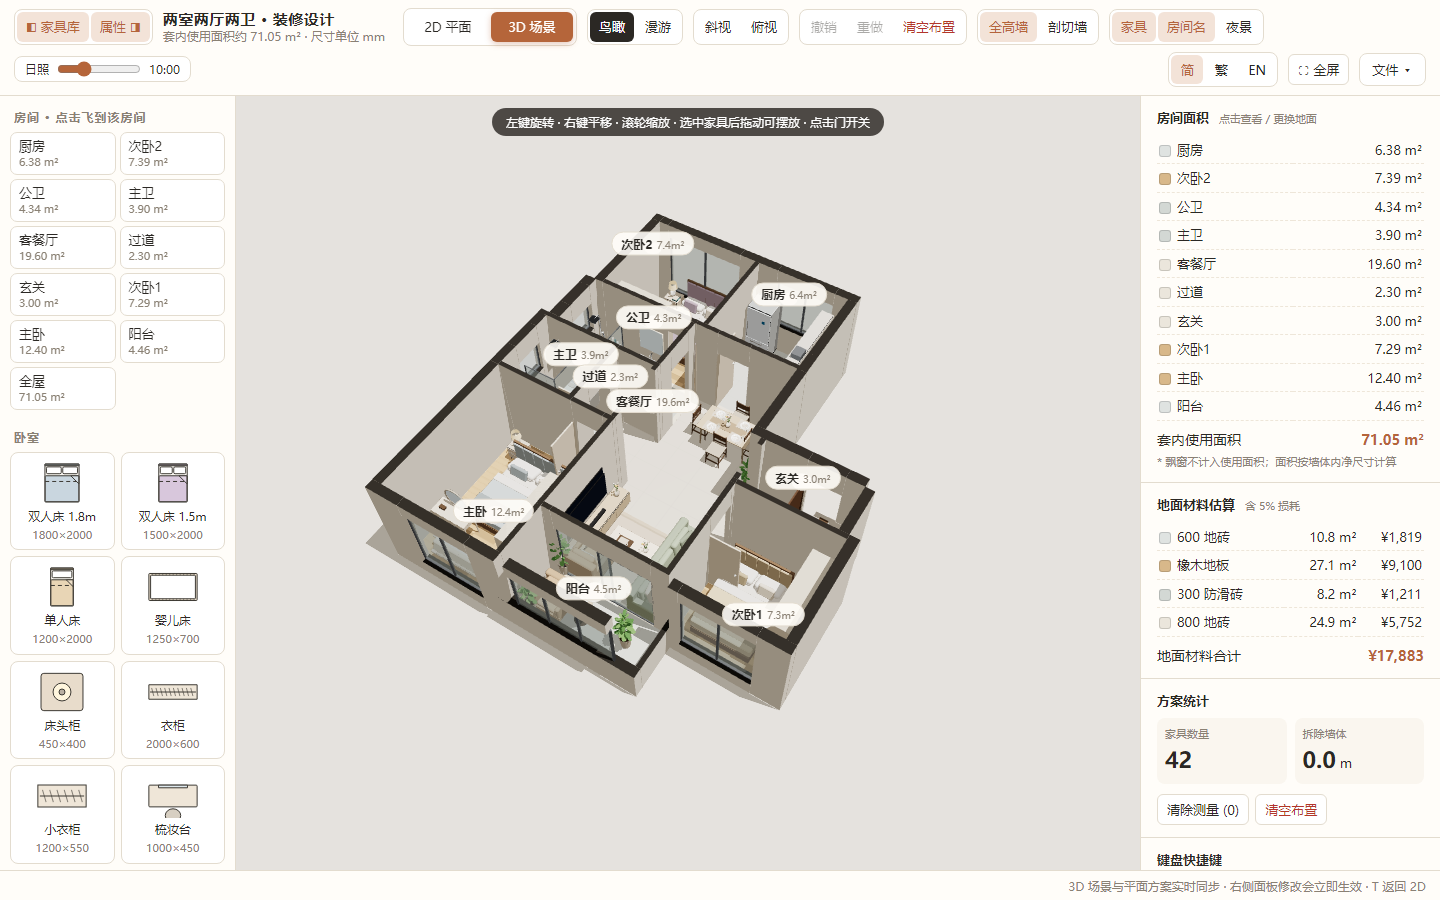 家具库 属性
两室两厅两卫 • 装修设计
套内使用面积约 71.05 m² · 尺寸单位 mm
2D 平面 3D 场景
鸟瞰 漫游
斜视 俯视
撤销 重做 清空布置
全高墙 剖切墙
家具 房间名 夜景
日照 10:00
简 繁 EN
全屏
文件
房间 • 点击飞到该房间
厨房
6.38 m²
次卧2
7.39 m²
公卫
4.34 m²
主卫
3.90 m²
客餐厅
19.60 m²
过道
2.30 m²
玄关
3.00 m²
次卧1
7.29 m²
主卧
12.40 m²
阳台
4.46 m²
全屋
71.05 m²
卧室
双人床 1.8m
1800×2000
双人床 1.5m
1500×2000
单人床
1200×2000
婴儿床
1250×700
床头柜
450×400
衣柜
2000×600
小衣柜
1200×550
梳妆台
1000×450
左键旋转 · 右键平移 · 滚轮缩放 · 选中家具后拖动可摆放 · 点击门开关
次卧2 7.4m²
厨房 6.4m²
公卫 4.3m²
主卫 3.9m²
过道 2.3m²
客餐厅 19.6m²
玄关 3.0m²
主卧 12.4m²
阳台 4.5m²
次卧1 7.3m²
房间面积 点击查看 / 更换地面
厨房 6.38 m²
次卧2 7.39 m²
公卫 4.34 m²
主卫 3.90 m²
客餐厅 19.60 m²
过道 2.30 m²
玄关 3.00 m²
次卧1 7.29 m²
主卧 12.40 m²
阳台 4.46 m²
套内使用面积 71.05 m²
* 飘窗不计入使用面积；面积按墙体内净尺寸计算
地面材料估算 含 5% 损耗
600 地砖 10.8 m² ¥1,819
橡木地板 27.1 m² ¥9,100
300 防滑砖 8.2 m² ¥1,211
800 地砖 24.9 m² ¥5,752
地面材料合计 ¥17,883
方案统计
家具数量
42
拆除墙体
0.0 m
清除测量 (0) 清空布置
键盘快捷键
3D 场景与平面方案实时同步 · 右侧面板修改会立即生效 · T 返回 2D